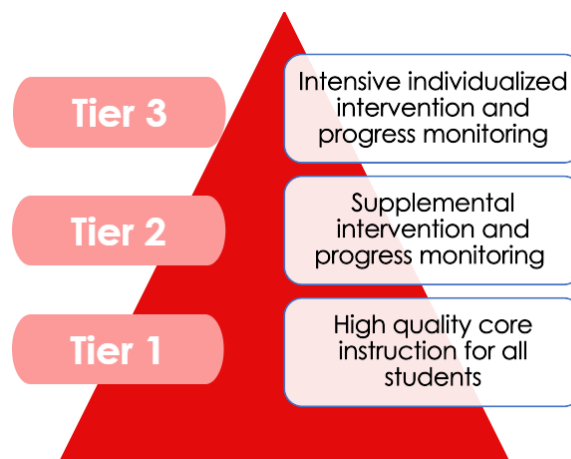 Tier 3
Intensive individualized
intervention and
progress monitoring
Tier 2
Supplemental
intervention and
progress monitoring
Tier 1
High quality core
instruction for all
students